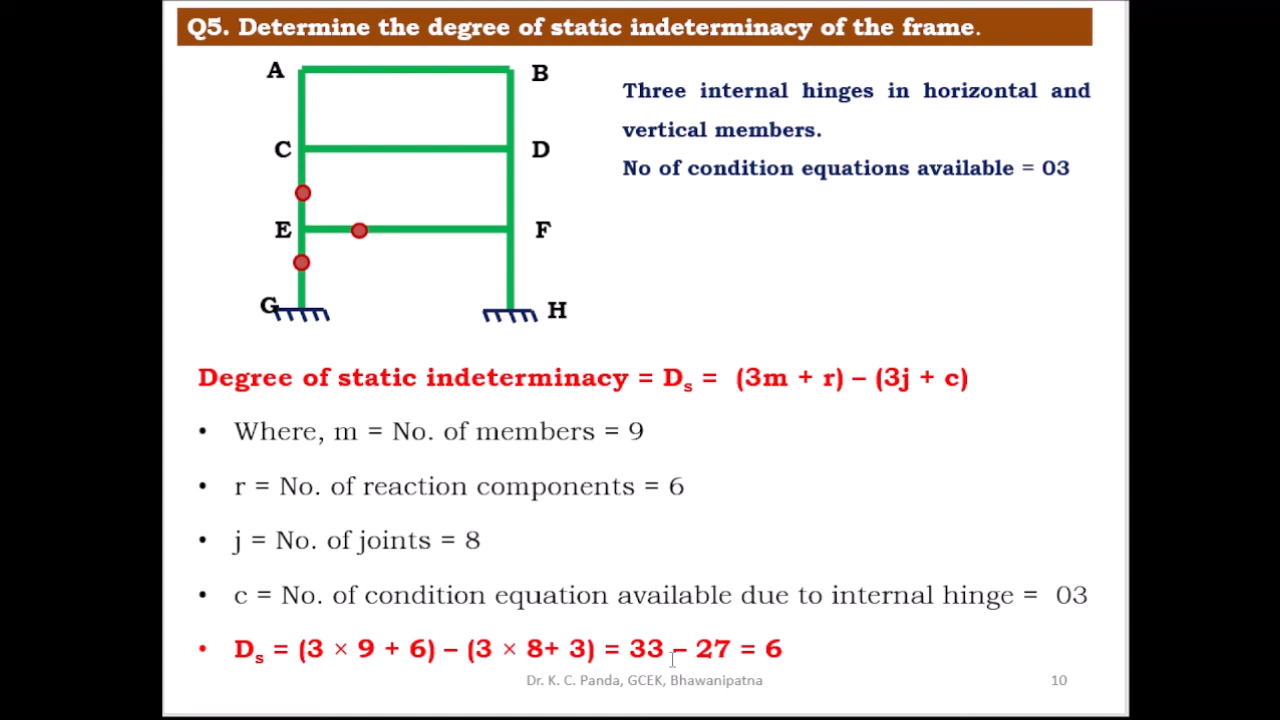 Q5. Determine the degree of static indeterminacy of the frame.
A
B
Three internal hinges in horizontal and
vertical members.
C
D
No of condition equations available = 03
E
F
G
H
Degree of static indeterminacy = Ds = (3m + r) – (3j + c)
• Where, m = No. of members = 9
• r = No. of reaction components = 6
• j = No. of joints = 8
• c = No. of condition equation available due to internal hinge = 03
• Ds = (3 × 9 + 6) – (3 × 8+ 3) = 33 – 27 = 6
Dr. K. C. Panda, GCEK, Bhawanipatna
10